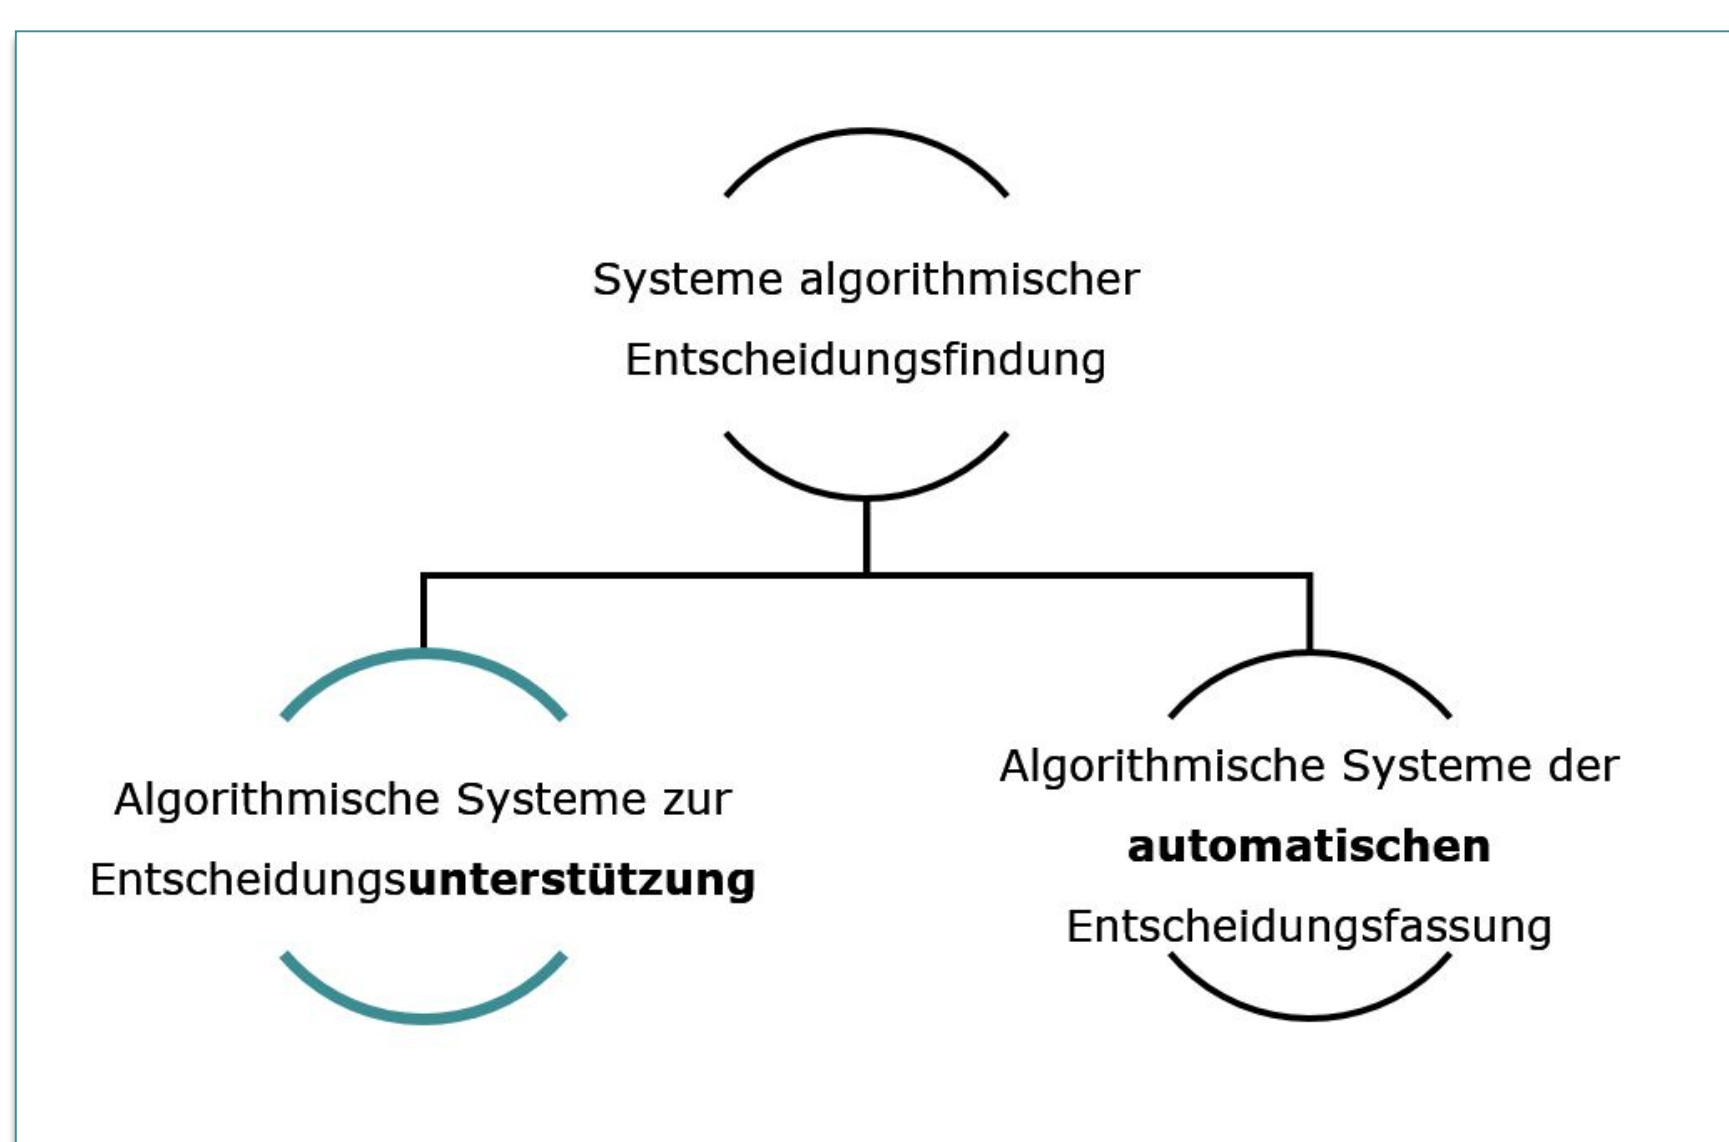 Systeme algorithmischer
Entscheidungsfindung
Algorithmische Systeme zur
Entscheidungsunterstützung
Algorithmische Systeme der
automatischen
Entscheidungsfassung